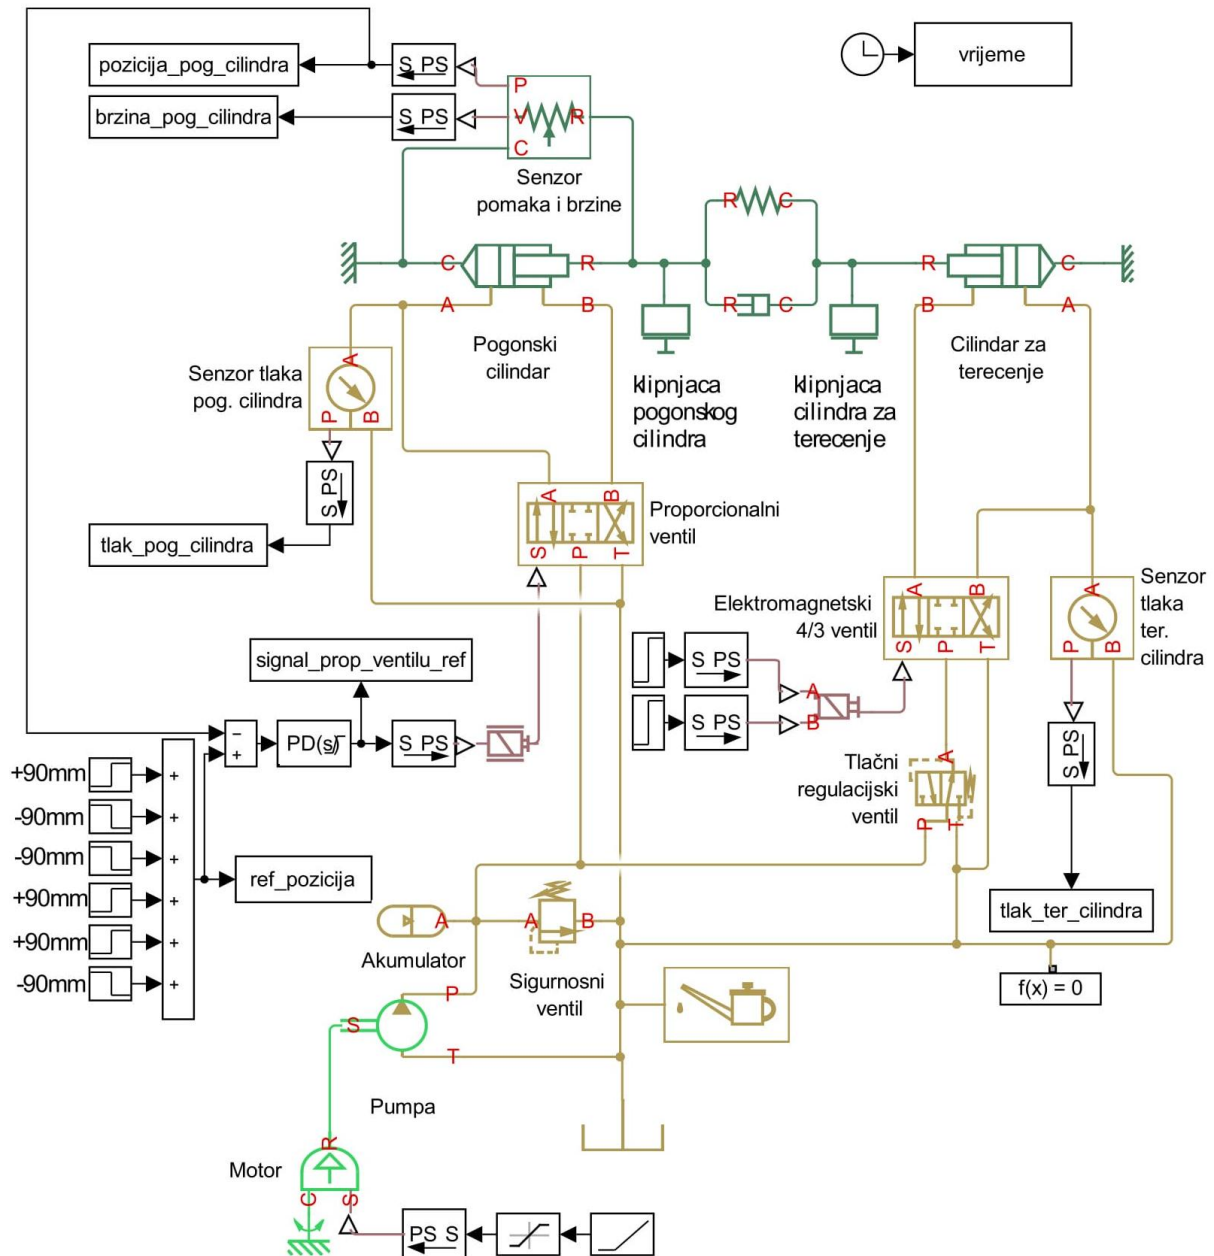 pozicija_pog_cilindra
S PS
P
vrijeme
brzina_pog_cilindra
S PS
V
R
C
Senzor
pomaka i brzine
R
C
C
R
R
C
R
C
A
B
B
A
Pogonski
cilindar
Cilindar za
terecenje
Senzor tlaka
pog. cilindra
A
P
B
klipnjaca
pogonskog
cilindra
klipnjaca
cilindra za
terecenje
S PS
tlak_pog_cilindra
A
B
S
P
T
Proporcionalni
ventil
Elektromagnetski
4/3 ventil
A
B
S
P
T
A
P
B
Senzor
tlaka
ter.
cilindra
signal_prop_ventilu_ref
S PS
A
S PS
B
−
+
PD(s)
S PS
S PS
Tlačni
regulacijski
ventil
A
P
T
+90mm
+
-90mm
+
-90mm
+
+90mm
+
+90mm
+
-90mm
+
ref_pozicija
tlak_ter_cilindra
A
A
B
Akumulator
Sigurnosni
ventil
f(x) = 0
P
S
T
Pumpa
R
Motor
C
S
PS S